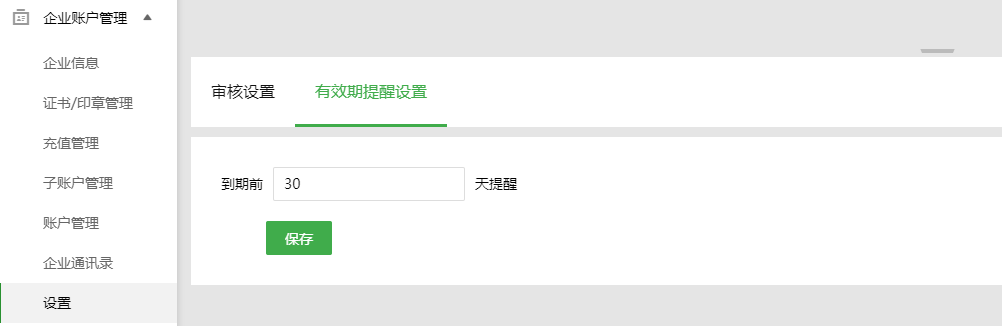 企业账户管理
企业信息
证书/印章管理
充值管理
子账户管理
账户管理
企业通讯录
设置
审核设置 有效期提醒设置
到期前 30 天提醒
保存